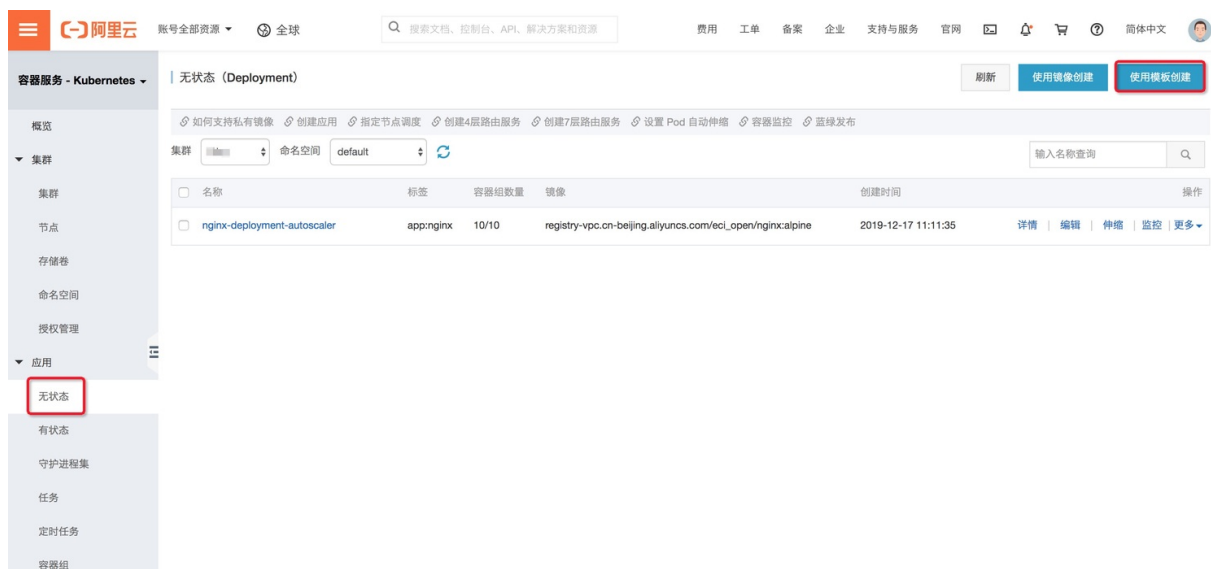 阿里云 账号全部资源 全球 搜索文档、控制台、API、解决方案和资源 费用 工单 备案 企业 支持与服务 官网 简体中文
容器服务 - Kubernetes
无状态（Deployment） 刷新 使用镜像创建 使用模板创建
概览
如何支持私有镜像 创建应用 指定节点调度 创建4层路由服务 创建7层路由服务 设置 Pod 自动伸缩 容器监控 蓝绿发布
集群
集群 命名空间 default 输入名称查询
集群
名称 标签 容器组数量 镜像 创建时间 操作
节点
nginx-deployment-autoscaler app:nginx 10/10 registry-vpc.cn-beijing.aliyuncs.com/eci_open/nginx:alpine 2019-12-17 11:11:35 详情 | 编辑 | 伸缩 | 监控 | 更多
存储卷
命名空间
授权管理
应用
无状态
有状态
守护进程集
任务
定时任务
容器组